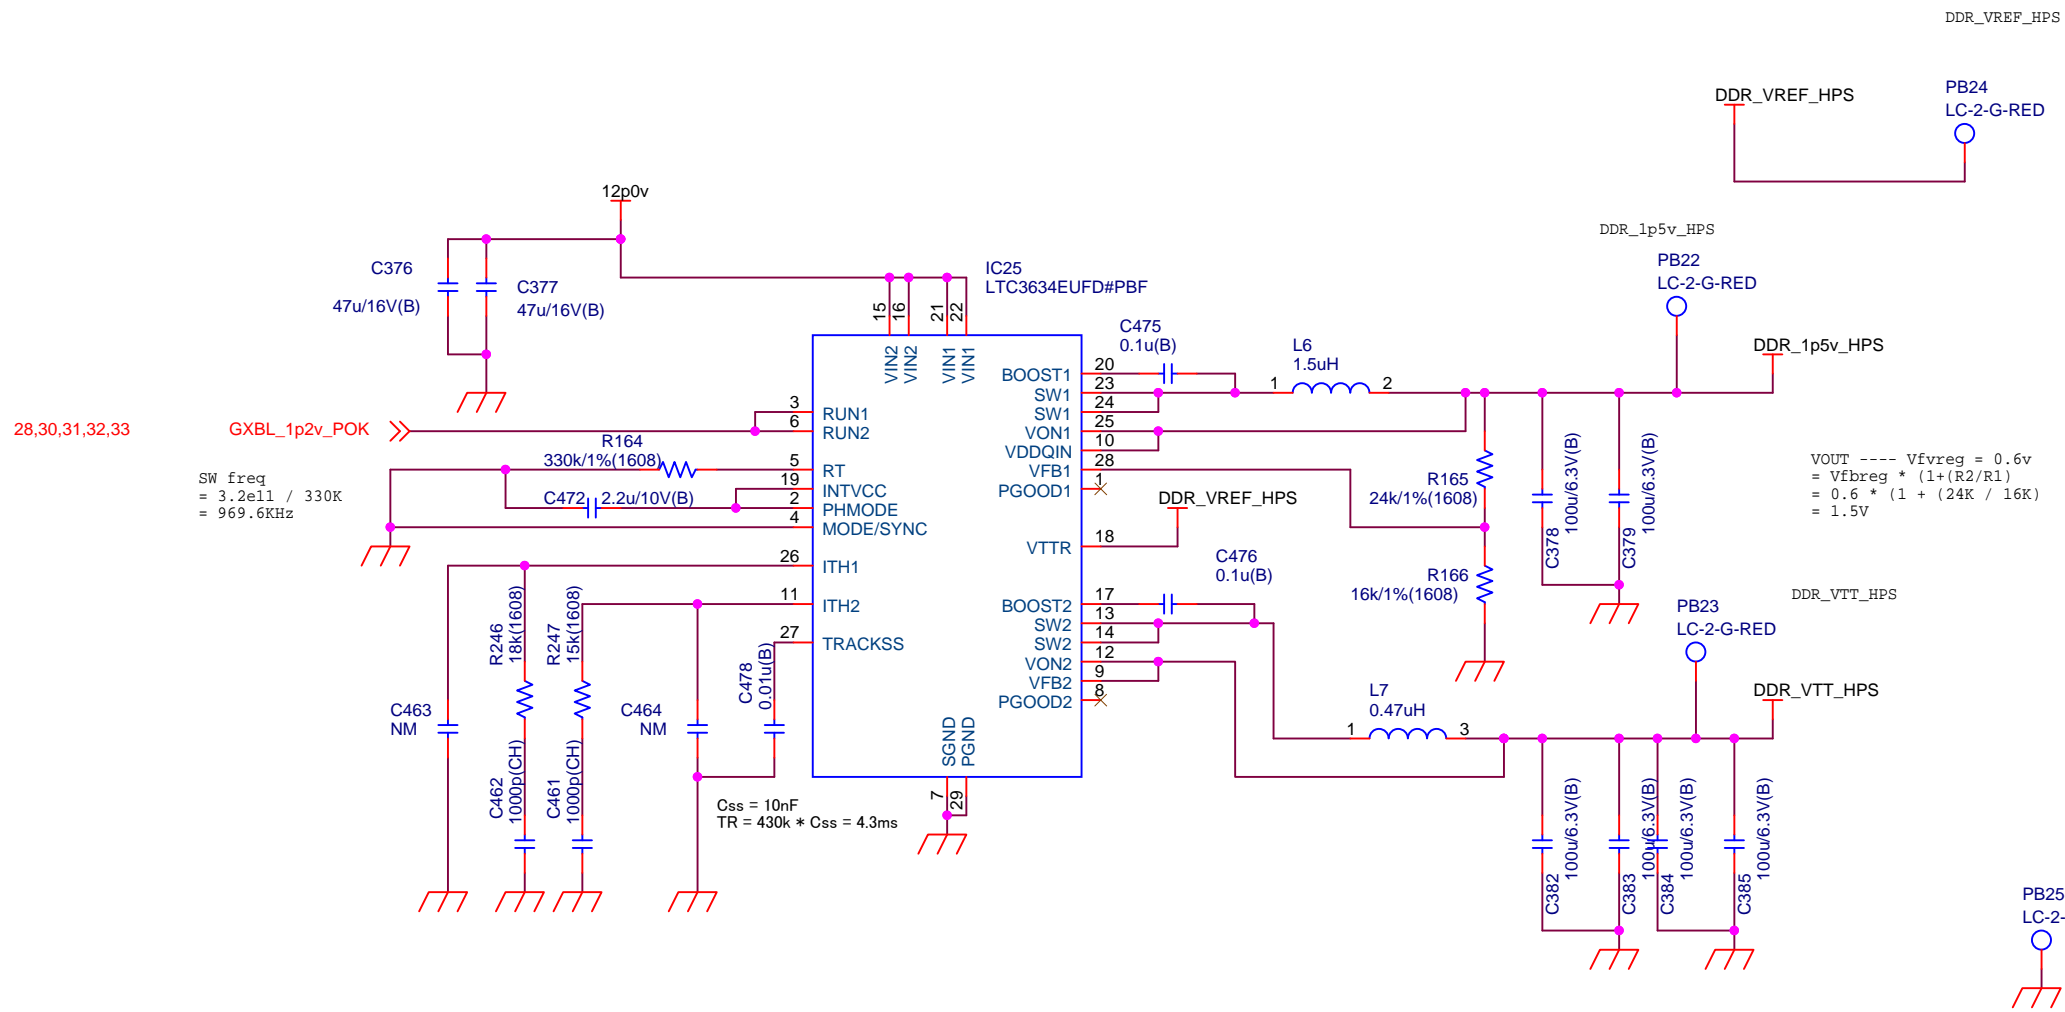 DDR_VREF_HPS
DDR_VREF_HPS
PB24
LC-2-G-RED
12p0v
DDR_1p5v_HPS
PB22
LC-2-G-RED
C376
47u/16V(B)
C377
47u/16V(B)
IC25
LTC3634EUFD#PBF
15
16
21
22
VIN2
VIN2
VIN1
VIN1
C475
0.1u(B)
L6
1.5uH
1
2
DDR_1p5v_HPS
28,30,31,32,33
GXBL_1p2v_POK
3
RUN1
6
RUN2
R164
330k/1%(1608)
5
RT
19
INTVCC
C472
2.2u/10V(B)
2
PHMODE
4
MODE/SYNC
26
ITH1
11
ITH2
27
TRACKSS
SW freq
= 3.2e11 / 330K
= 969.6KHz
BOOST1
20
SW1
23
SW1
24
VON1
25
VDDQIN
10
VFB1
28
PGOOD1
1
DDR_VREF_HPS
VTTR
18
C476
0.1u(B)
BOOST2
17
SW2
13
SW2
14
VON2
12
VFB2
9
PGOOD2
8
R165
24k/1%(1608)
R166
16k/1%(1608)
C378
100u/6.3V(B)
C379
100u/6.3V(B)
VOUT ---- Vfvreg = 0.6v
= Vfbreg * (1+(R2/R1)
= 0.6 * (1 + (24K / 16K)
= 1.5V
DDR_VTT_HPS
PB23
LC-2-G-RED
DDR_VTT_HPS
L7
0.47uH
1
3
R246
18k(1608)
R247
15k(1608)
C463
NM
C462
1000p(CH)
C461
1000p(CH)
C464
NM
C478
0.01u(B)
SGND
PGND
7
29
Css = 10nF
TR = 430k * Css = 4.3ms
C382
100u/6.3V(B)
C383
100u/6.3V(B)
C384
100u/6.3V(B)
C385
100u/6.3V(B)
PB25
LC-2-